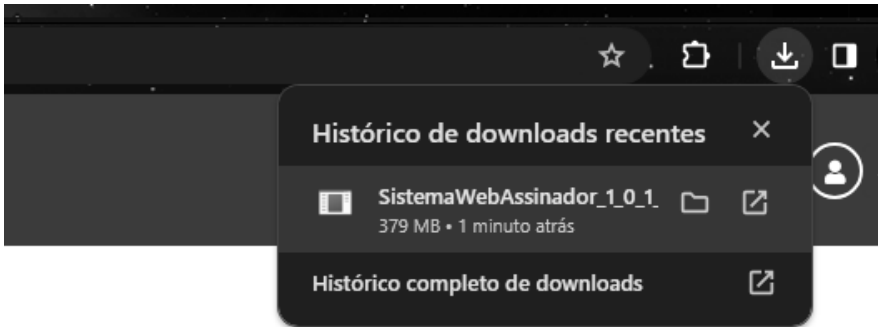 Histórico de downloads recentes
SistemaWebAssinador_1_0_1_
379 MB • 1 minuto atrás
Histórico completo de downloads